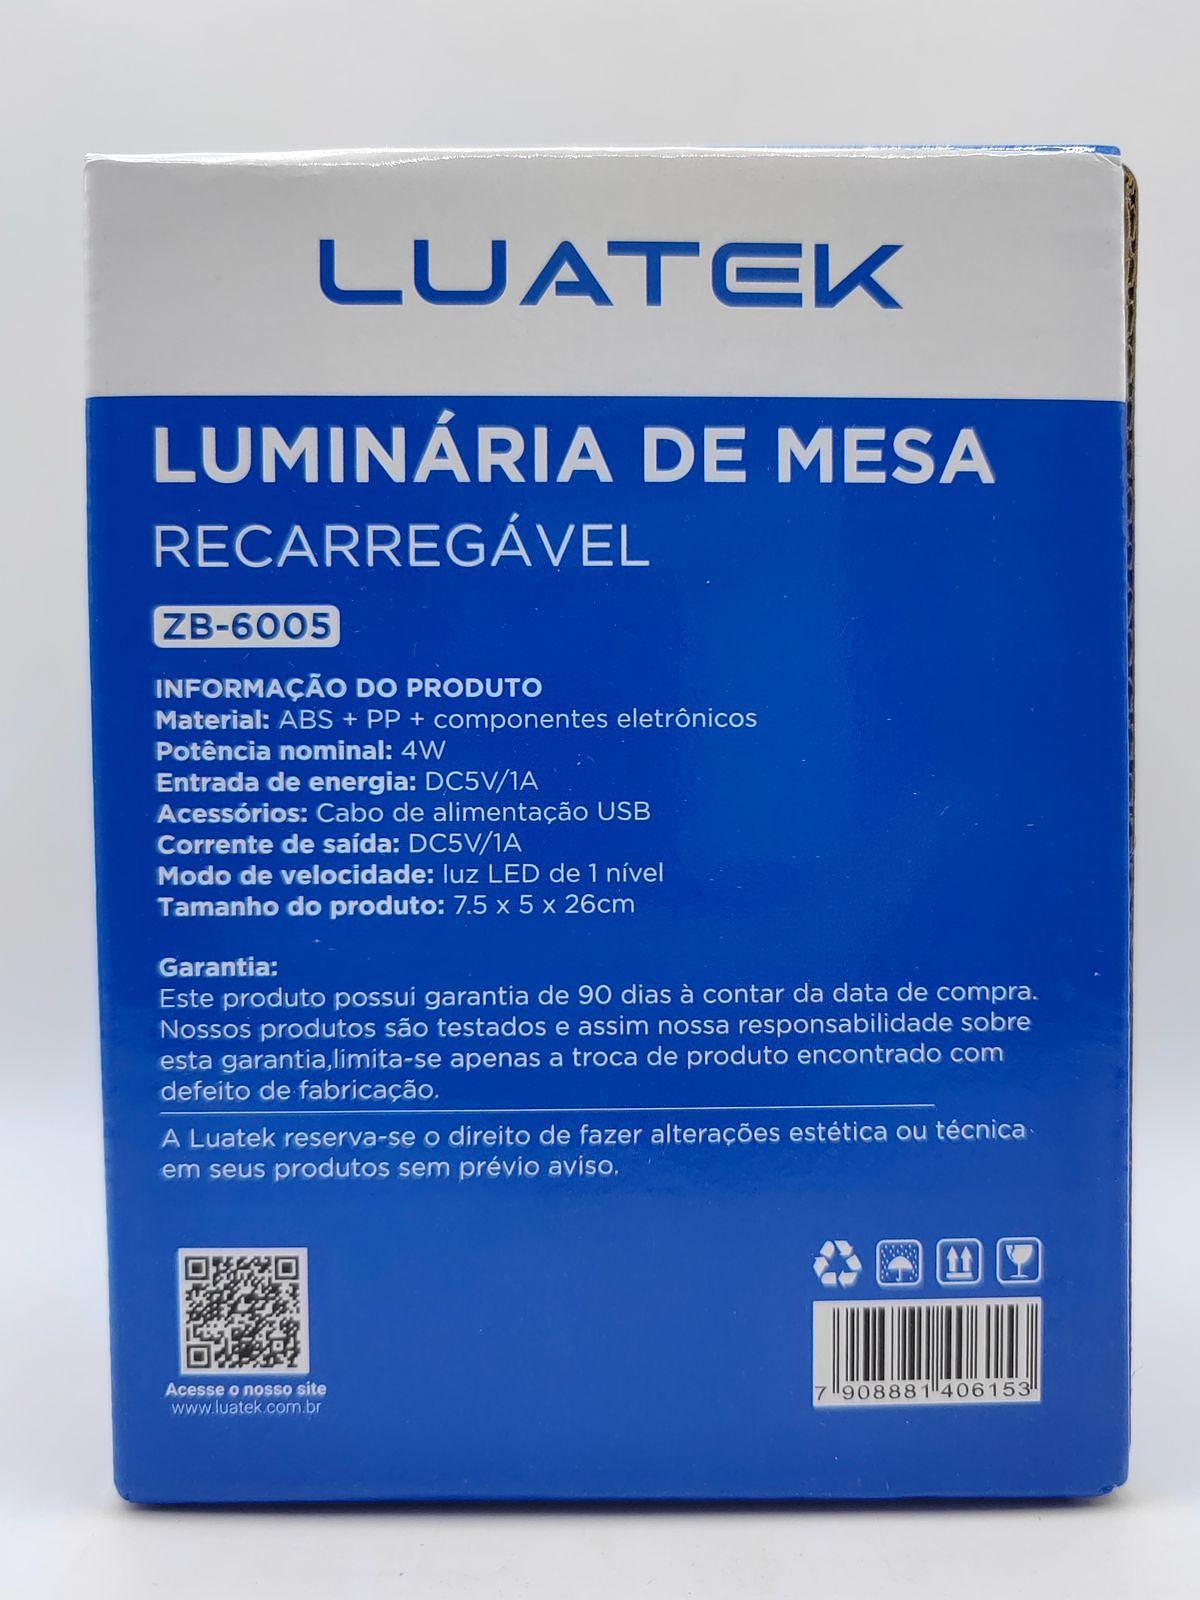 LUATEK
LUMINÁRIA DE MESA
RECARREGÁVEL
ZB-6005
INFORMAÇÃO DO PRODUTO
Material: ABS + PP + componentes eletrônicos
Potência nominal: 4W
Entrada de energia: DC5V/1A
Acessórios: Cabo de alimentação USB
Corrente de saída: DC5V/1A
Modo de velocidade: luz LED de 1 nível
Tamanho do produto: 7.5 x 5 x 26cm
Garantia:
Este produto possui garantia de 90 dias à contar da data de compra.
Nossos produtos são testados e assim nossa responsabilidade sobre
esta garantia,limita-se apenas a troca de produto encontrado com
defeito de fabricação.
A Luatek reserva-se o direito de fazer alterações estética ou técnica
em seus produtos sem prévio aviso.
Acesse o nosso site
www.luatek.com.br
7 908881 406153